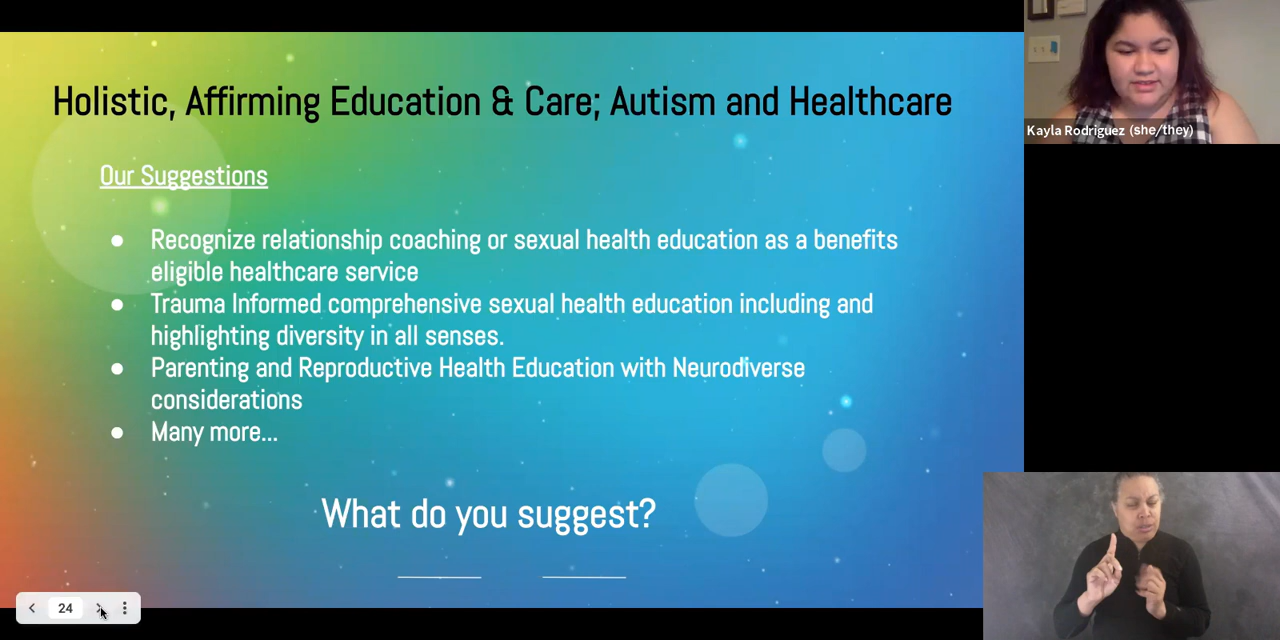 Holistic, Affirming Education & Care; Autism and Healthcare
Our Suggestions
● Recognize relationship coaching or sexual health education as a benefits
eligible healthcare service
● Trauma Informed comprehensive sexual health education including and
highlighting diversity in all senses.
● Parenting and Reproductive Health Education with Neurodiverse
considerations
● Many more...
What do you suggest?
24
Kayla Rodriguez (she/they)